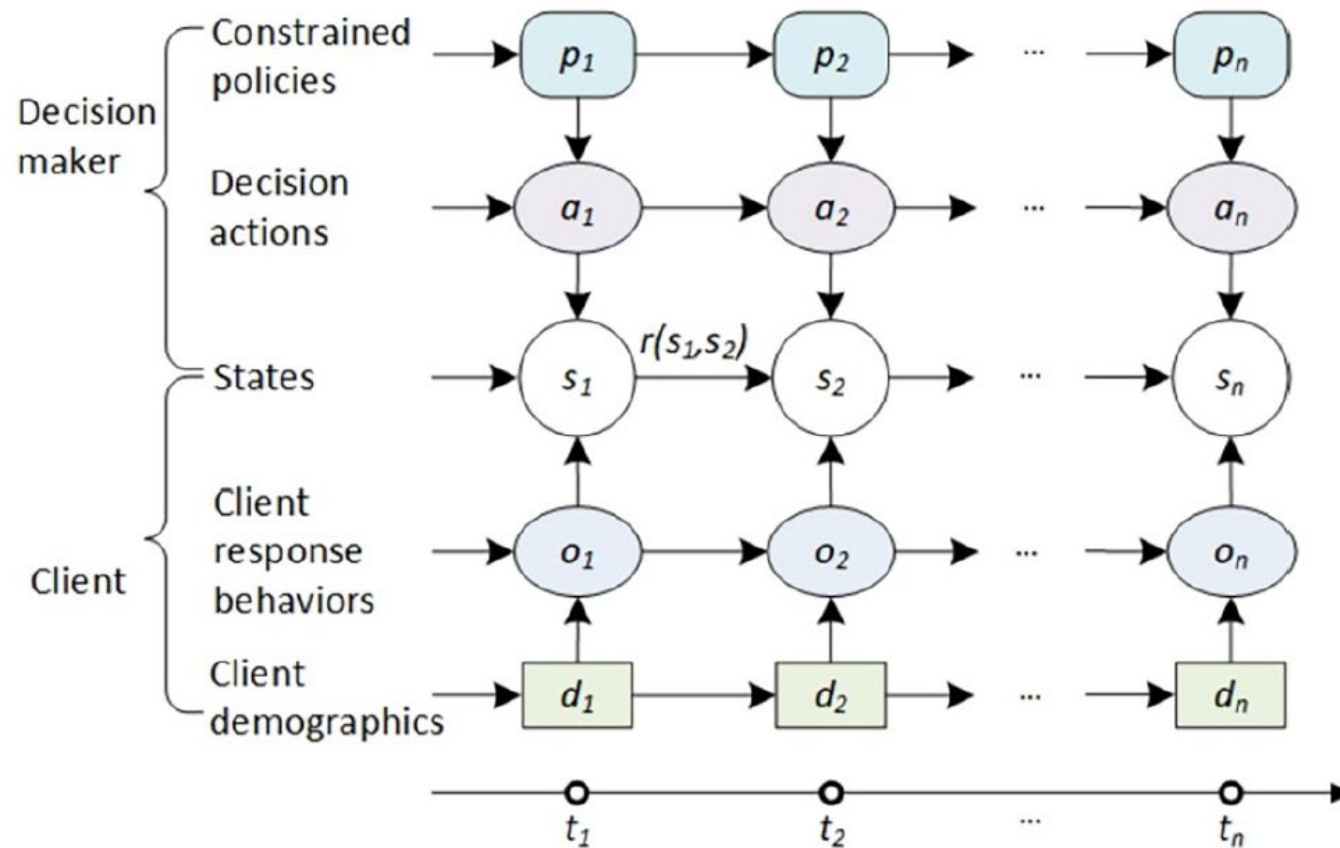 Constrained
policies
p1
p2
...
pn
Decision
maker
Decision
actions
a1
a2
...
an
r(s1,s2)
States
s1
s2
...
sn
Client
response
behaviors
o1
o2
...
on
Client
Client
demographics
d1
d2
...
dn
t1
t2
...
tn